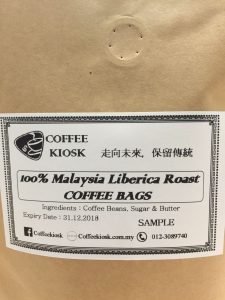 COFFEE
KIOSK 走向未來, 保留傳統
100% Malaysia Liberica Roast
COFFEE BAGS
Ingredients : Coffee Beans, Sugar & Butter
Expiry Date : 31.12.2018
SAMPLE
Coffeekiosk Coffeekiosk.com.my 012-3089740